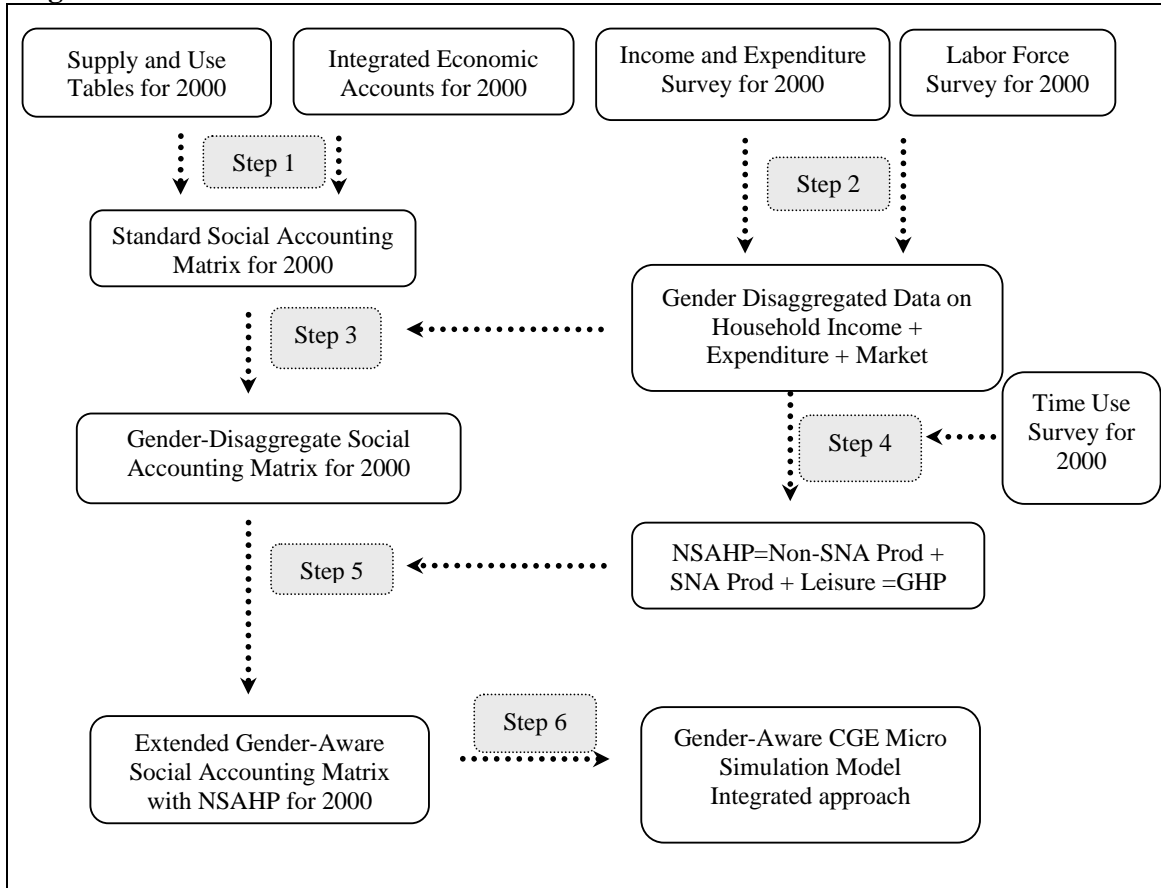 Supply and Use
Tables for 2000
Integrated Economic
Accounts for 2000
Income and Expenditure
Survey for 2000
Labor Force
Survey for 2000
Step 1
Step 2
Standard Social Accounting
Matrix for 2000
Gender Disaggregated Data on
Household Income +
Expenditure + Market
Step 3
Time Use
Survey for
2000
Gender-Disaggregate Social
Accounting Matrix for 2000
Step 4
NSAHP=Non-SNA Prod +
SNA Prod + Leisure =GHP
Step 5
Extended Gender-Aware
Social Accounting Matrix
with NSAHP for 2000
Step 6
Gender-Aware CGE Micro
Simulation Model
Integrated approach